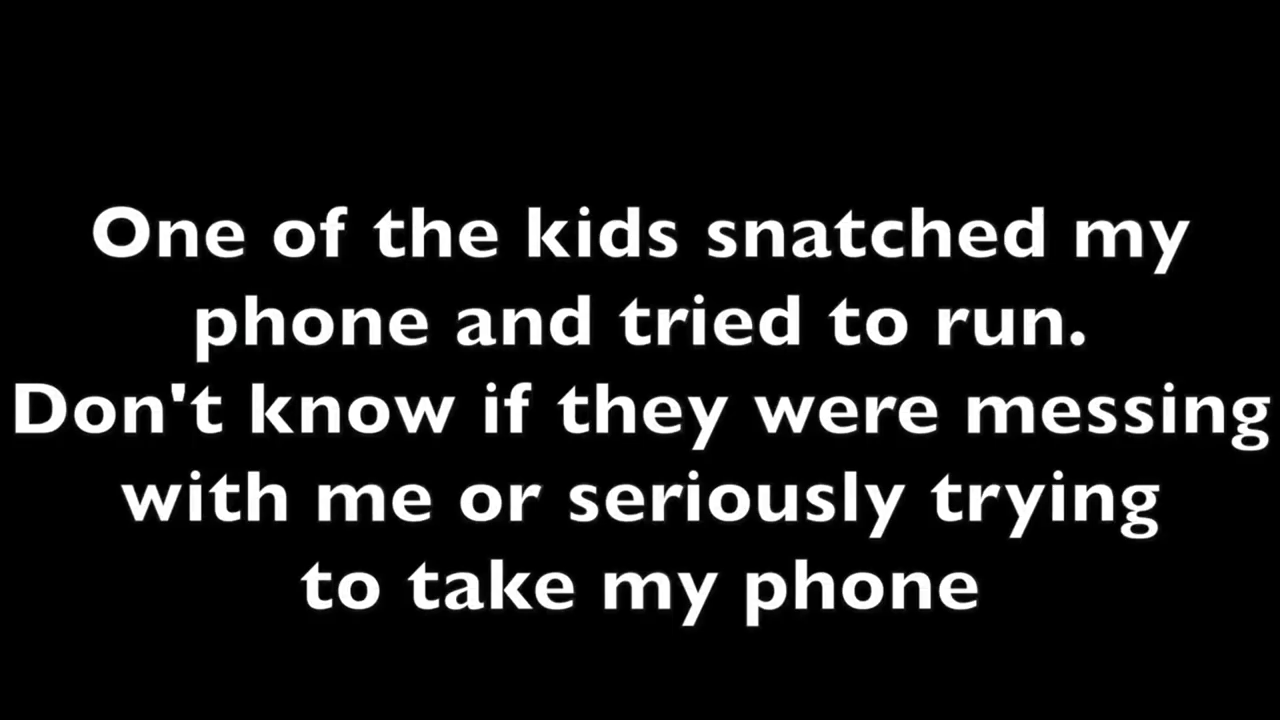 One of the kids snatched my
phone and tried to run.
Don't know if they were messing
with me or seriously trying
to take my phone